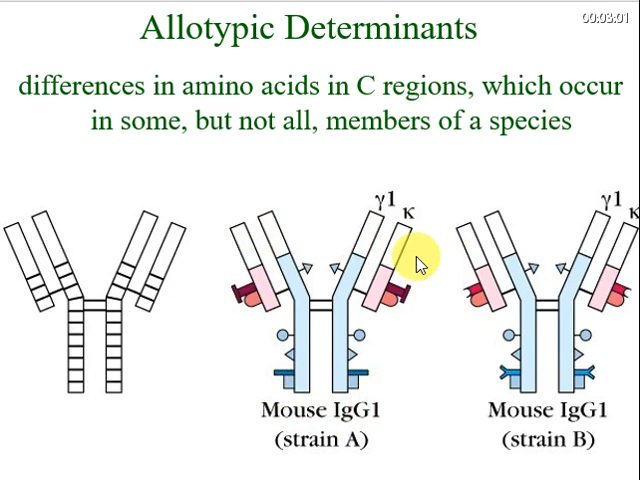 00:03:01
Allotypic Determinants
differences in amino acids in C regions, which occur
in some, but not all, members of a species
γ1 κ γ1 κ
Mouse IgG1 Mouse IgG1
(strain A) (strain B)